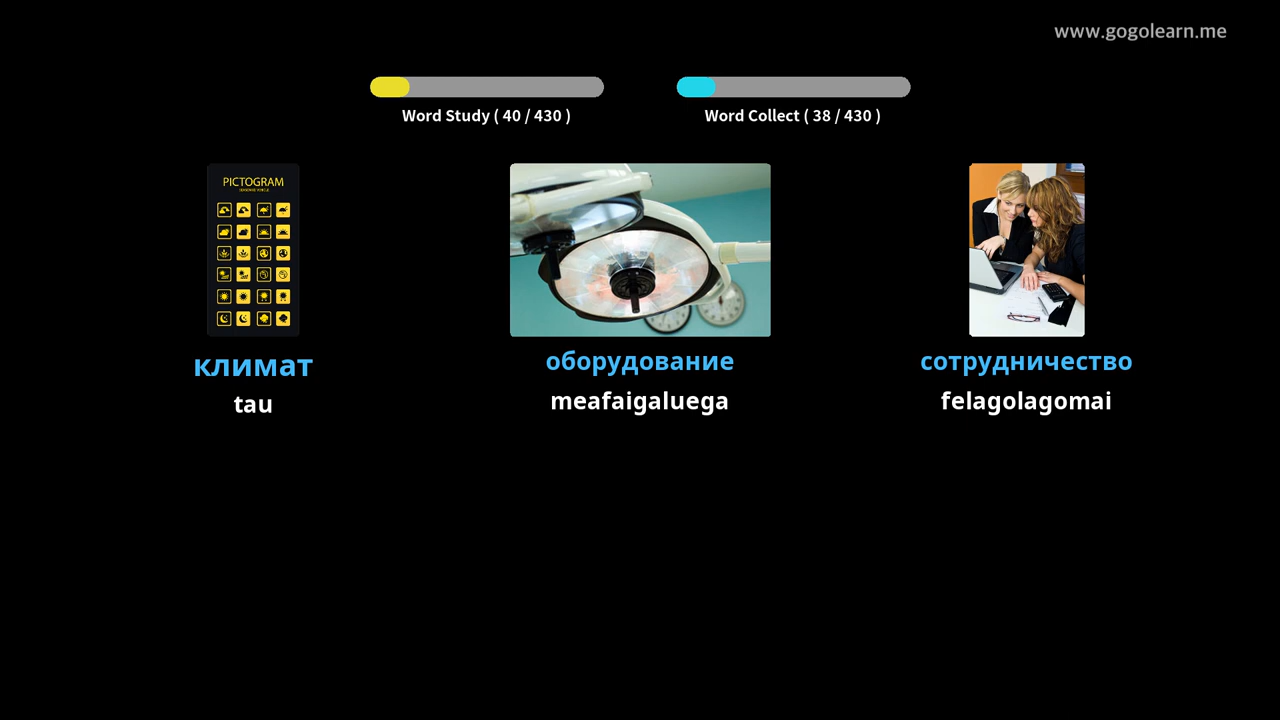 www.gogolearn.me
Word Study ( 40 / 430 )
Word Collect ( 38 / 430 )
PICTOGRAM
климат
tau
оборудование
meafaigaluega
сотрудничество
felagolagomai